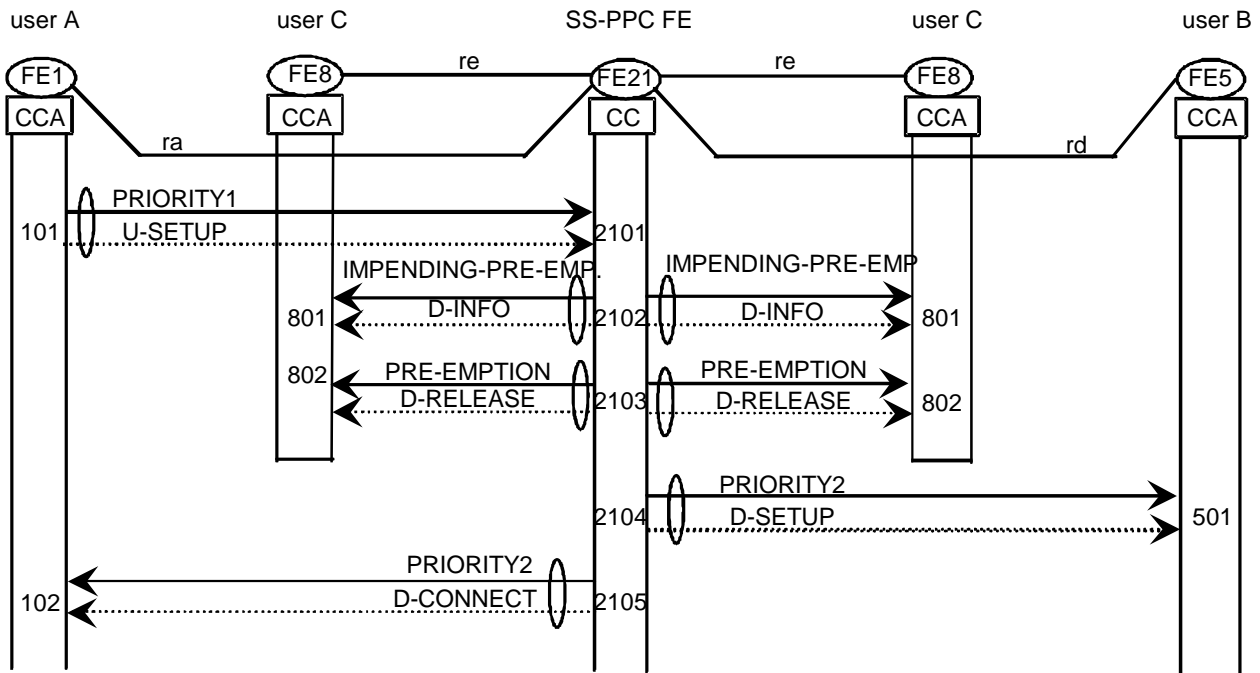 user A user C SS-PPC FE user C user B
FE1 FE8 re FE21 re FE8 FE5
CCA CCA CC CCA CCA
ra rd
PRIORITY1
101 U-SETUP 2101
IMPENDING-PRE-EMP. IMPENDING-PRE-EMP
801 D-INFO 2102 D-INFO 801
802 PRE-EMPTION PRE-EMPTION
D-RELEASE 2103 D-RELEASE 802
PRIORITY2
2104 D-SETUP 501
PRIORITY2
102 D-CONNECT 2105